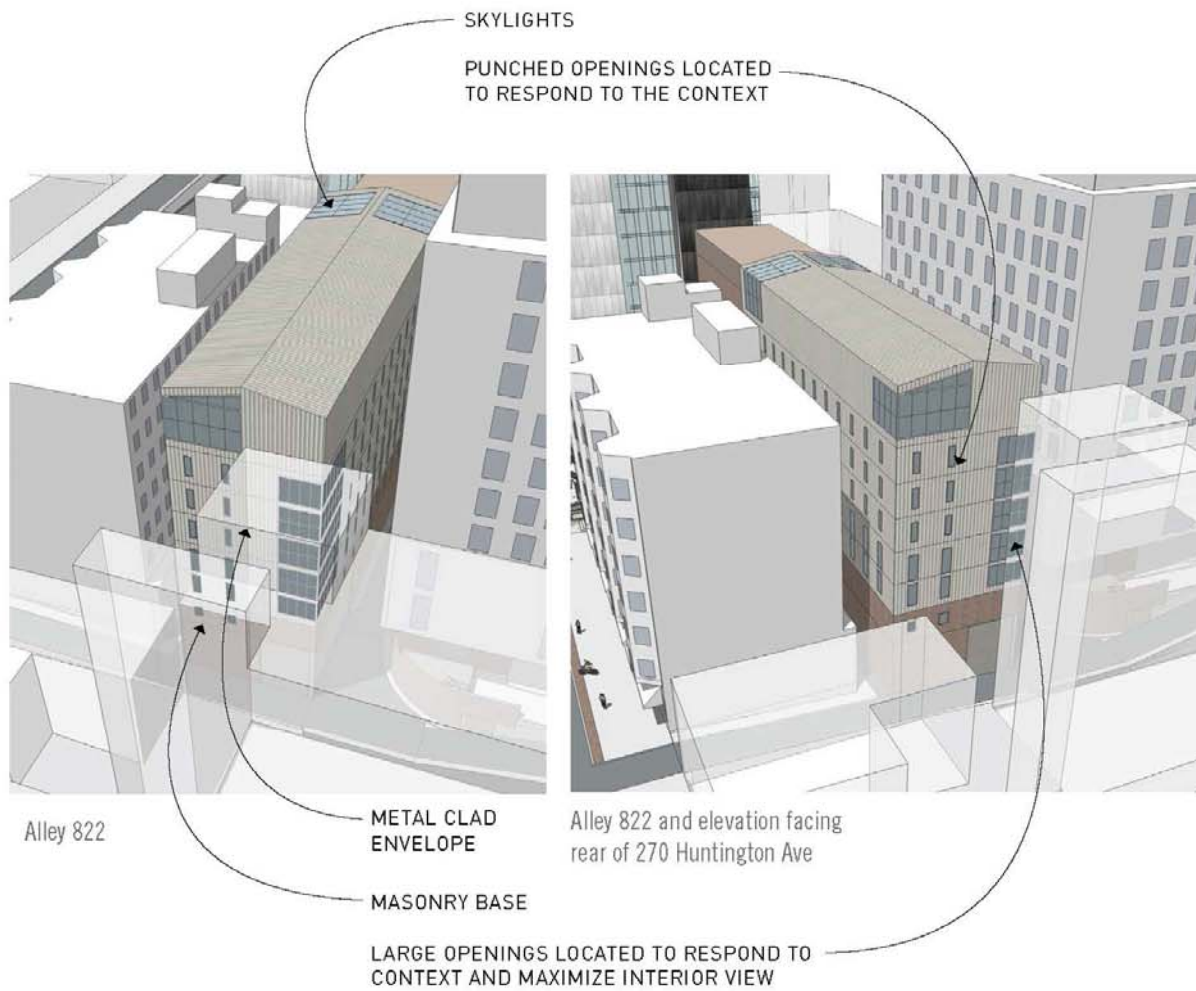 SKYLIGHTS
PUNCHED OPENINGS LOCATED
TO RESPOND TO THE CONTEXT
Alley 822
METAL CLAD
ENVELOPE
Alley 822 and elevation facing
rear of 270 Huntington Ave
MASONRY BASE
LARGE OPENINGS LOCATED TO RESPOND TO
CONTEXT AND MAXIMIZE INTERIOR VIEW